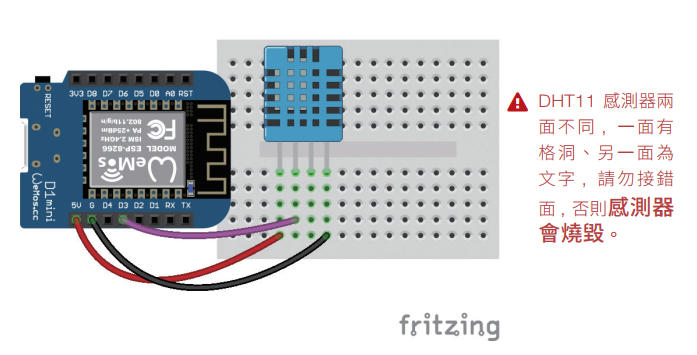 3V3 D8 D7 D6 D5 D0 A0 RST
RESET
MODEL ESP-8266
ISM 2.4GHz
PA +25dBm
802.11b/g/n
FC
WeMos
D1mini
WeMos.cc
5V G D4 D3 D2 D1 RX TX
DHT11 感測器兩
面不同，一面有
格洞、另一面為
文字，請勿接錯
面，否則感測器
會燒毀。
fritzing